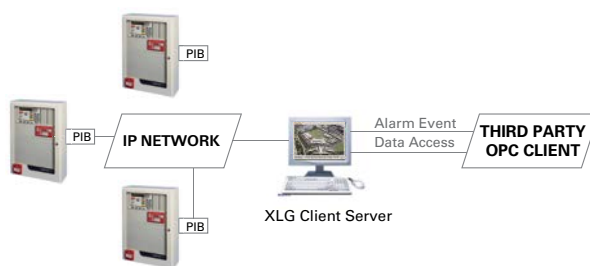 PIB
PIB
IP NETWORK
PIB
Alarm Event
Data Access
THIRD PARTY
OPC CLIENT
XLG Client Server